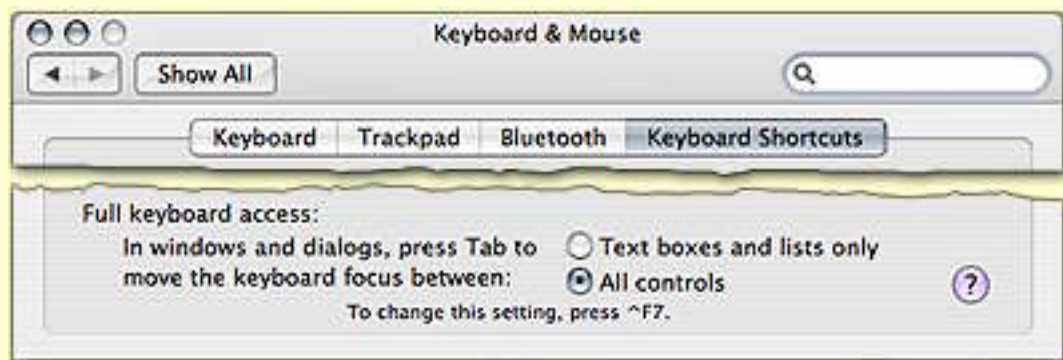 Keyboard & Mouse
Show All
Keyboard Trackpad Bluetooth Keyboard Shortcuts
Full keyboard access:
In windows and dialogs, press Tab to
move the keyboard focus between:
Text boxes and lists only
All controls
?
To change this setting, press ^F7.